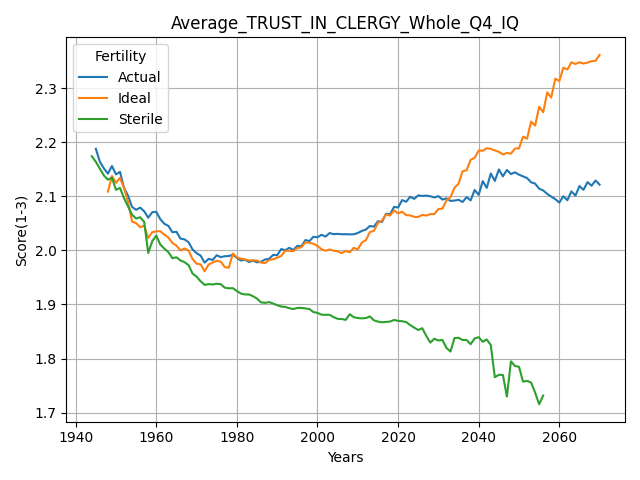 Average_TRUST_IN_CLERGY_Whole_Q4_IQ
Fertility
Actual
Ideal
Sterile
Score(1-3)
2.3
2.2
2.1
2.0
1.9
1.8
1.7
1940 1960 1980 2000 2020 2040 2060
Years